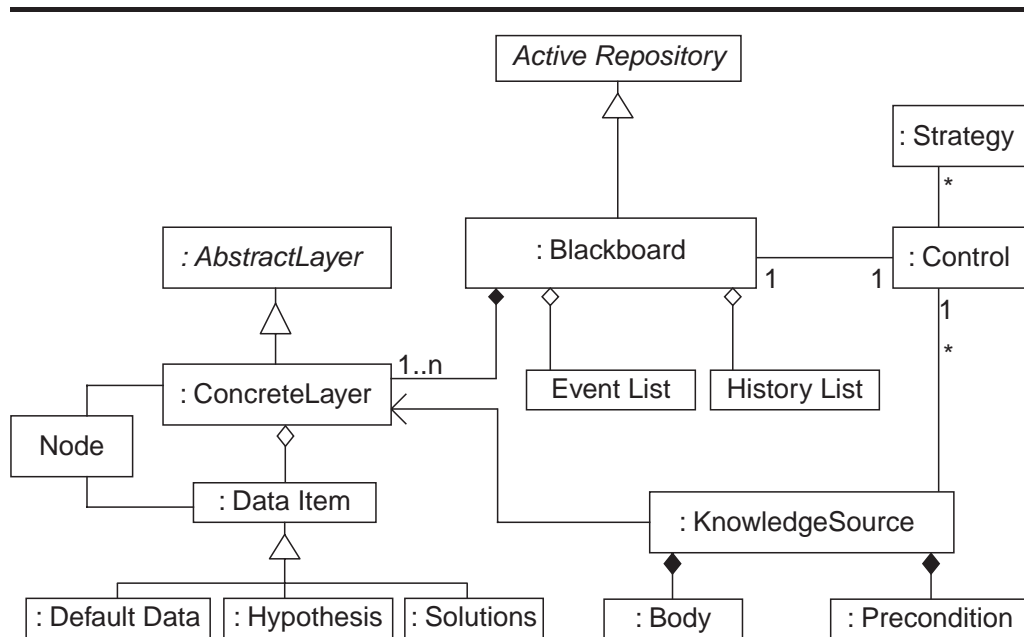 Active Repository
: Strategy
*
: AbstractLayer
: Blackboard
1
1
: Control
1
*
1..n
: ConcreteLayer
Event List
History List
Node
: Data Item
: KnowledgeSource
: Default Data
: Hypothesis
: Solutions
: Body
: Precondition